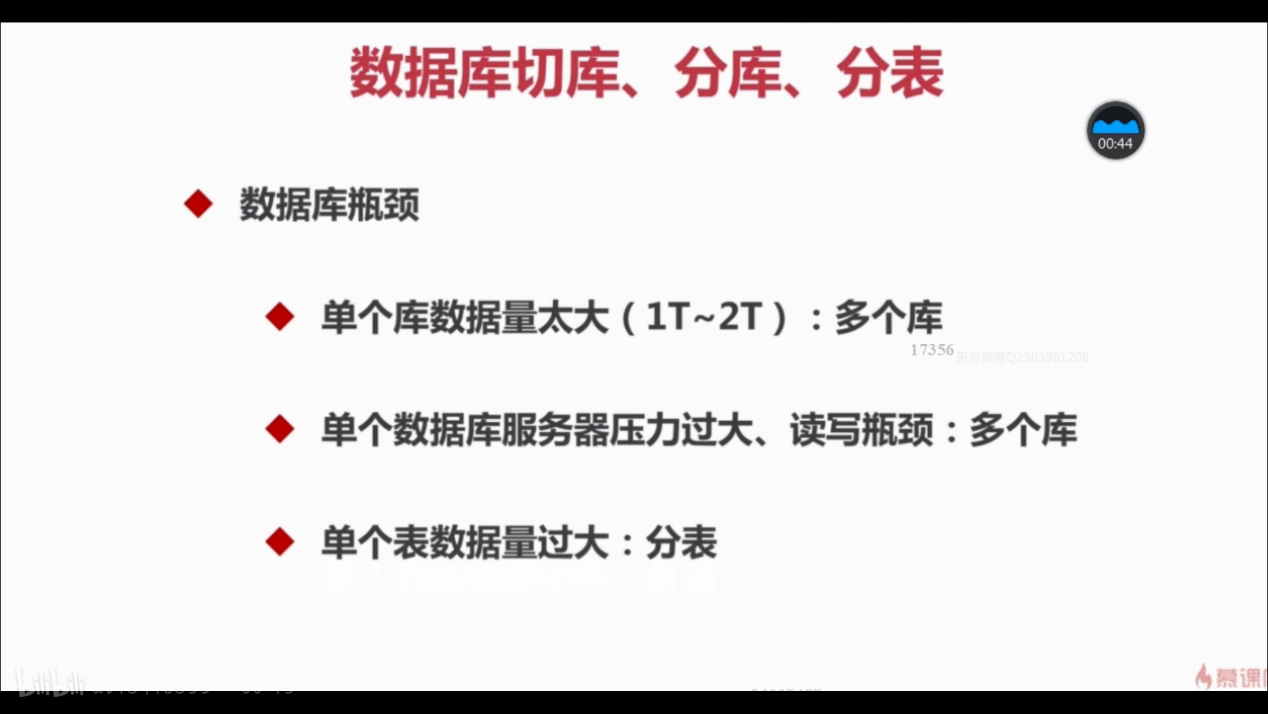 数据库切库、分库、分表
00:44
数据库瓶颈
单个库数据量太大（1T~2T）：多个库
17356
更多资源Q2503961206
单个数据库服务器压力过大、读写瓶颈：多个库
单个表数据量过大：分表
bilibili
慕课